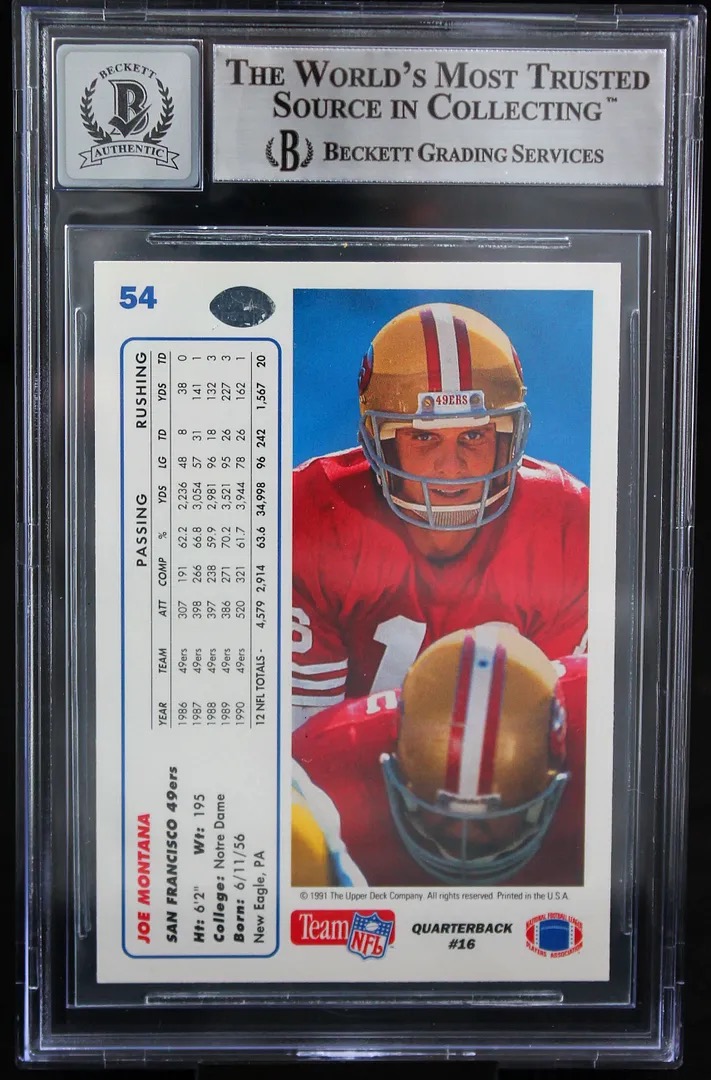 BECKETT
B
AUTHENTIC
THE WORLD'S MOST TRUSTED
SOURCE IN COLLECTING™
B BECKETT GRADING SERVICES
54
JOE MONTANA
SAN FRANCISCO 49ers
Ht: 6'2" Wt: 195
College: Notre Dame
Born: 6/11/56
New Eagle, PA
PASSING RUSHING
YEAR TEAM ATT COMP % YDS LG TD YDS TD
1986 49ers 307 191 62.2 2,236 48 8 38 0
1987 49ers 398 266 66.8 3,054 57 31 141 1
1988 49ers 397 238 59.9 2,981 96 18 132 3
1989 49ers 386 271 70.2 3,521 95 26 227 3
1990 49ers 520 321 61.7 3,944 78 26 162 1
12 NFL TOTALS - 4,579 2,914 63.6 34,998 96 242 1,567 20
49ERS
6
1
© 1991 The Upper Deck Company. All rights reserved. Printed in the U.S.A.
Team NFL
QUARTERBACK
#16
NATIONAL FOOTBALL LEAGUE
PLAYERS ASSOCIATION